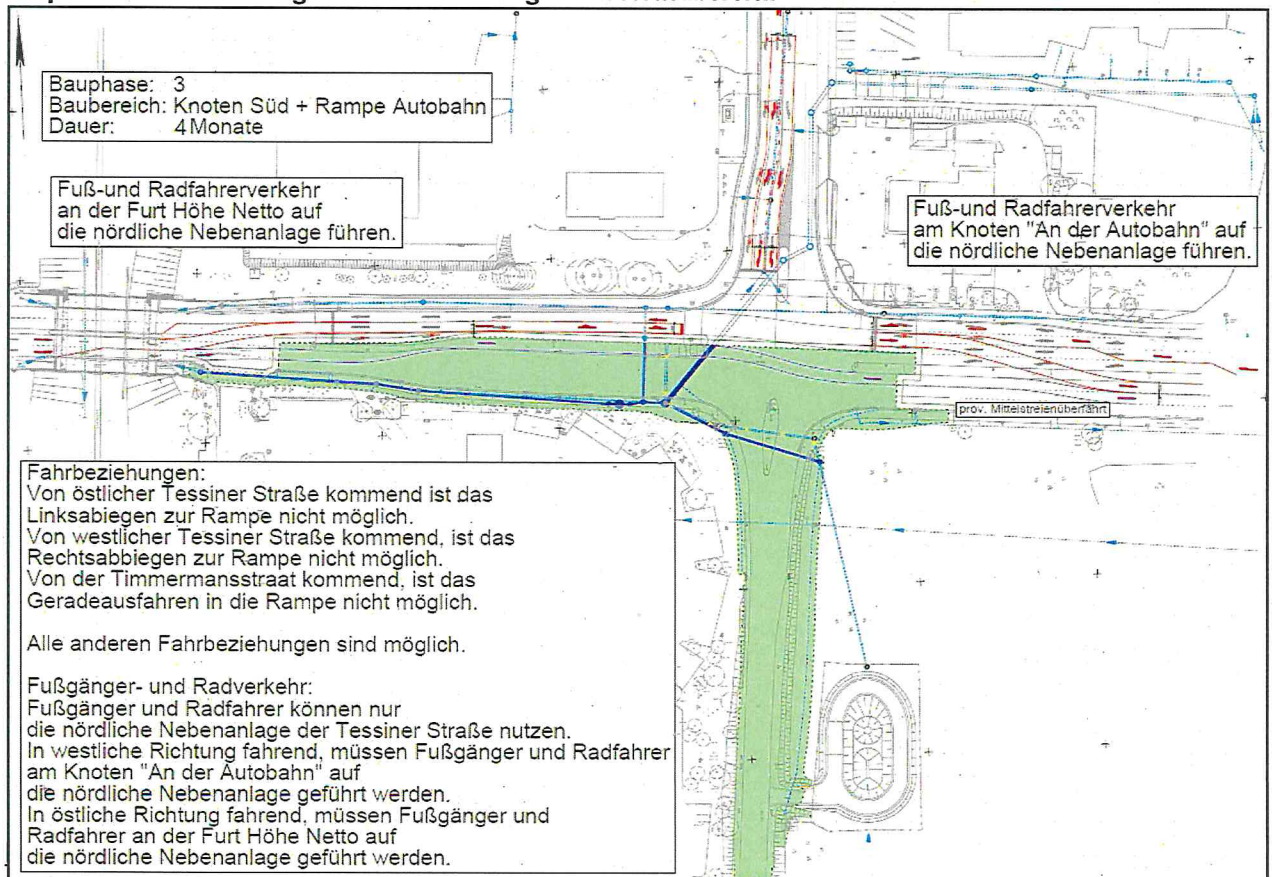 Bauphase: 3
Baubereich: Knoten Süd + Rampe Autobahn
Dauer: 4 Monate
Fuß-und Radfahrerverkehr
an der Furt Höhe Netto auf
die nördliche Nebenanlage führen.
Fuß-und Radfahrerverkehr
am Knoten "An der Autobahn" auf
die nördliche Nebenanlage führen.
prov. Mittelstreienüberfahrt
Fahrbeziehungen:
Von östlicher Tessiner Straße kommend ist das
Linksabiegen zur Rampe nicht möglich.
Von westlicher Tessiner Straße kommend, ist das
Rechtsabbiegen zur Rampe nicht möglich.
Von der Timmermansstraat kommend, ist das
Geradeausfahren in die Rampe nicht möglich.
Alle anderen Fahrbeziehungen sind möglich.
Fußgänger- und Radverkehr:
Fußgänger und Radfahrer können nur
die nördliche Nebenanlage der Tessiner Straße nutzen.
In westliche Richtung fahrend, müssen Fußgänger und Radfahrer
am Knoten "An der Autobahn" auf
die nördliche Nebenanlage geführt werden.
In östliche Richtung fahrend, müssen Fußgänger und
Radfahrer an der Furt Höhe Netto auf
die nördliche Nebenanlage geführt werden.